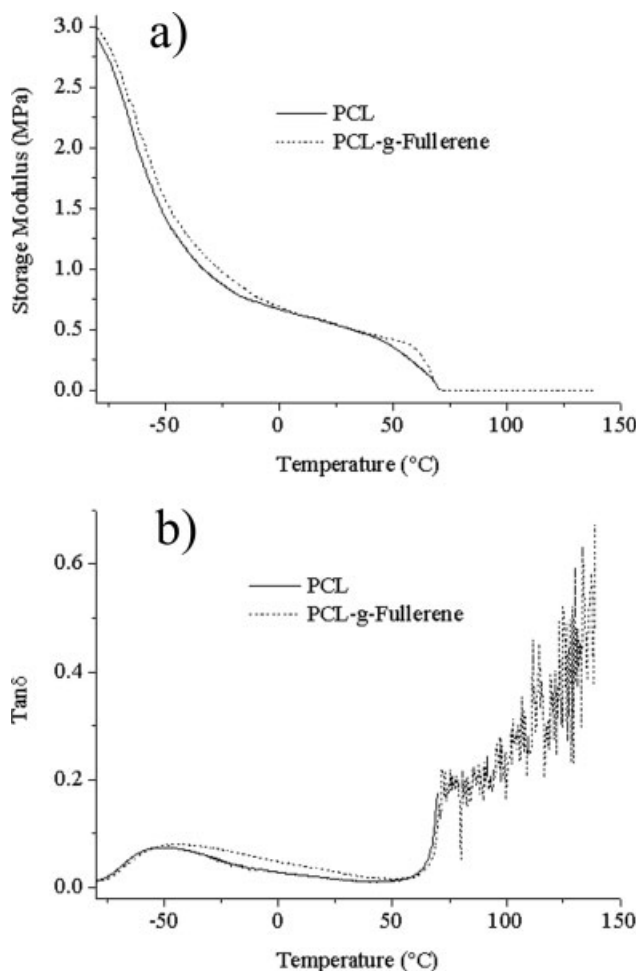 a)
3.0
2.5
2.0
1.5
1.0
0.5
0.0
Storage Modulus (MPa)
PCL
PCL-g-Fullerene
-50
0
50
100
150
Temperature (°C)
b)
0.6
0.4
0.2
0.0
Tanδ
PCL
PCL-g-Fullerene
-50
0
50
100
150
Temperature (°C)